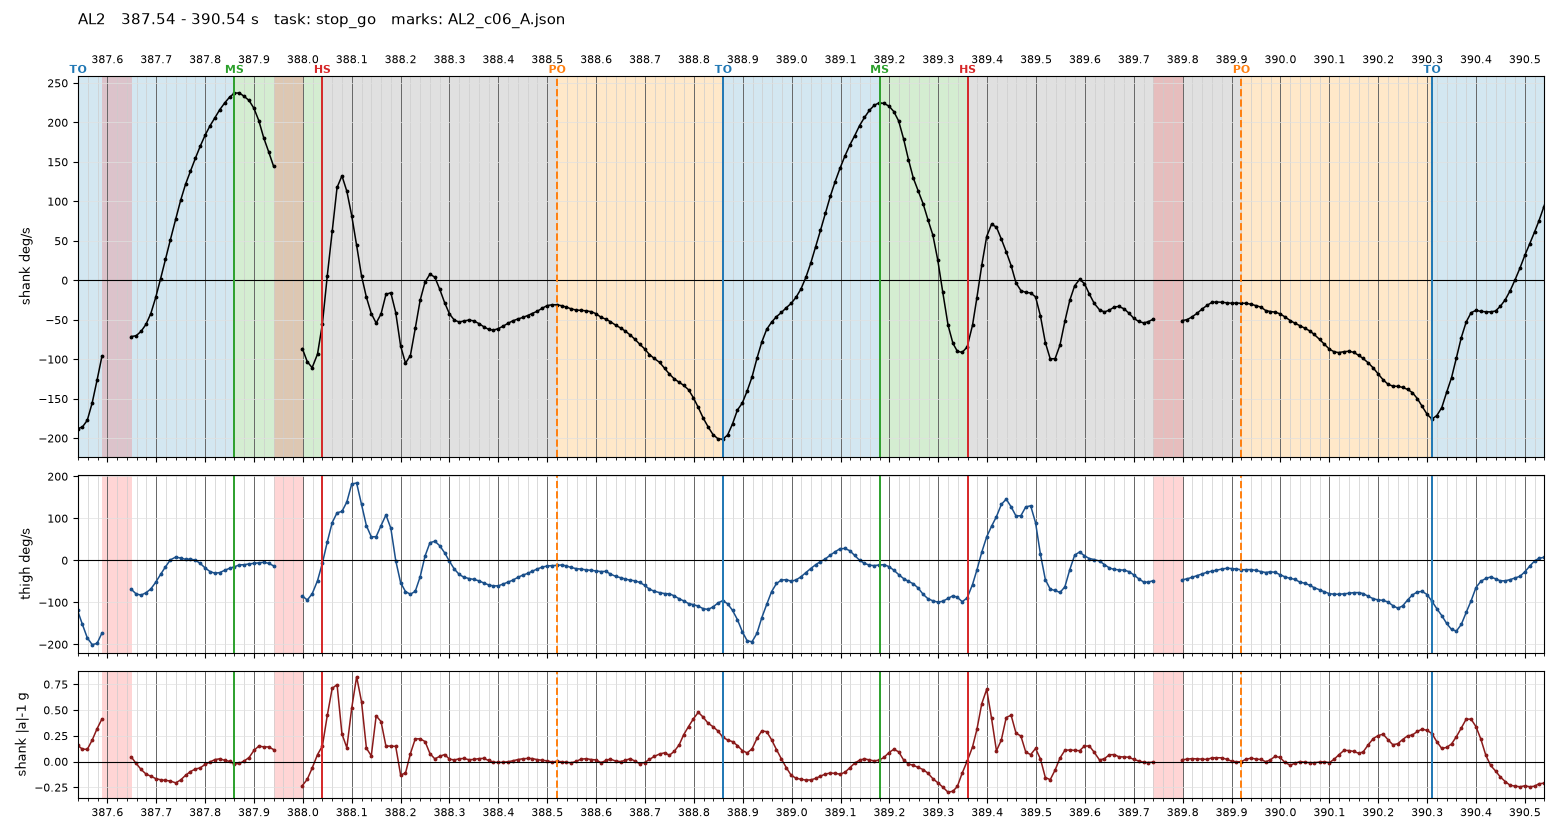 AL2   387.54 - 390.54 s   task: stop_go   marks: AL2_c06_A.json
387.6 387.7 387.8 387.9 388.0 388.1 388.2 388.3 388.4 388.5 388.6 388.7 388.8 388.9 389.0 389.1 389.2 389.3 389.4 389.5 389.6 389.7 389.8 389.9 390.0 390.1 390.2 390.3 390.4 390.5
TO MS HS PO TO MS HS PO TO
250
200
150
100
50
0
−50
−100
−150
−200
shank deg/s
200
100
0
−100
−200
thigh deg/s
0.75
0.50
0.25
0.00
−0.25
shank |a|-1 g
387.6 387.7 387.8 387.9 388.0 388.1 388.2 388.3 388.4 388.5 388.6 388.7 388.8 388.9 389.0 389.1 389.2 389.3 389.4 389.5 389.6 389.7 389.8 389.9 390.0 390.1 390.2 390.3 390.4 390.5